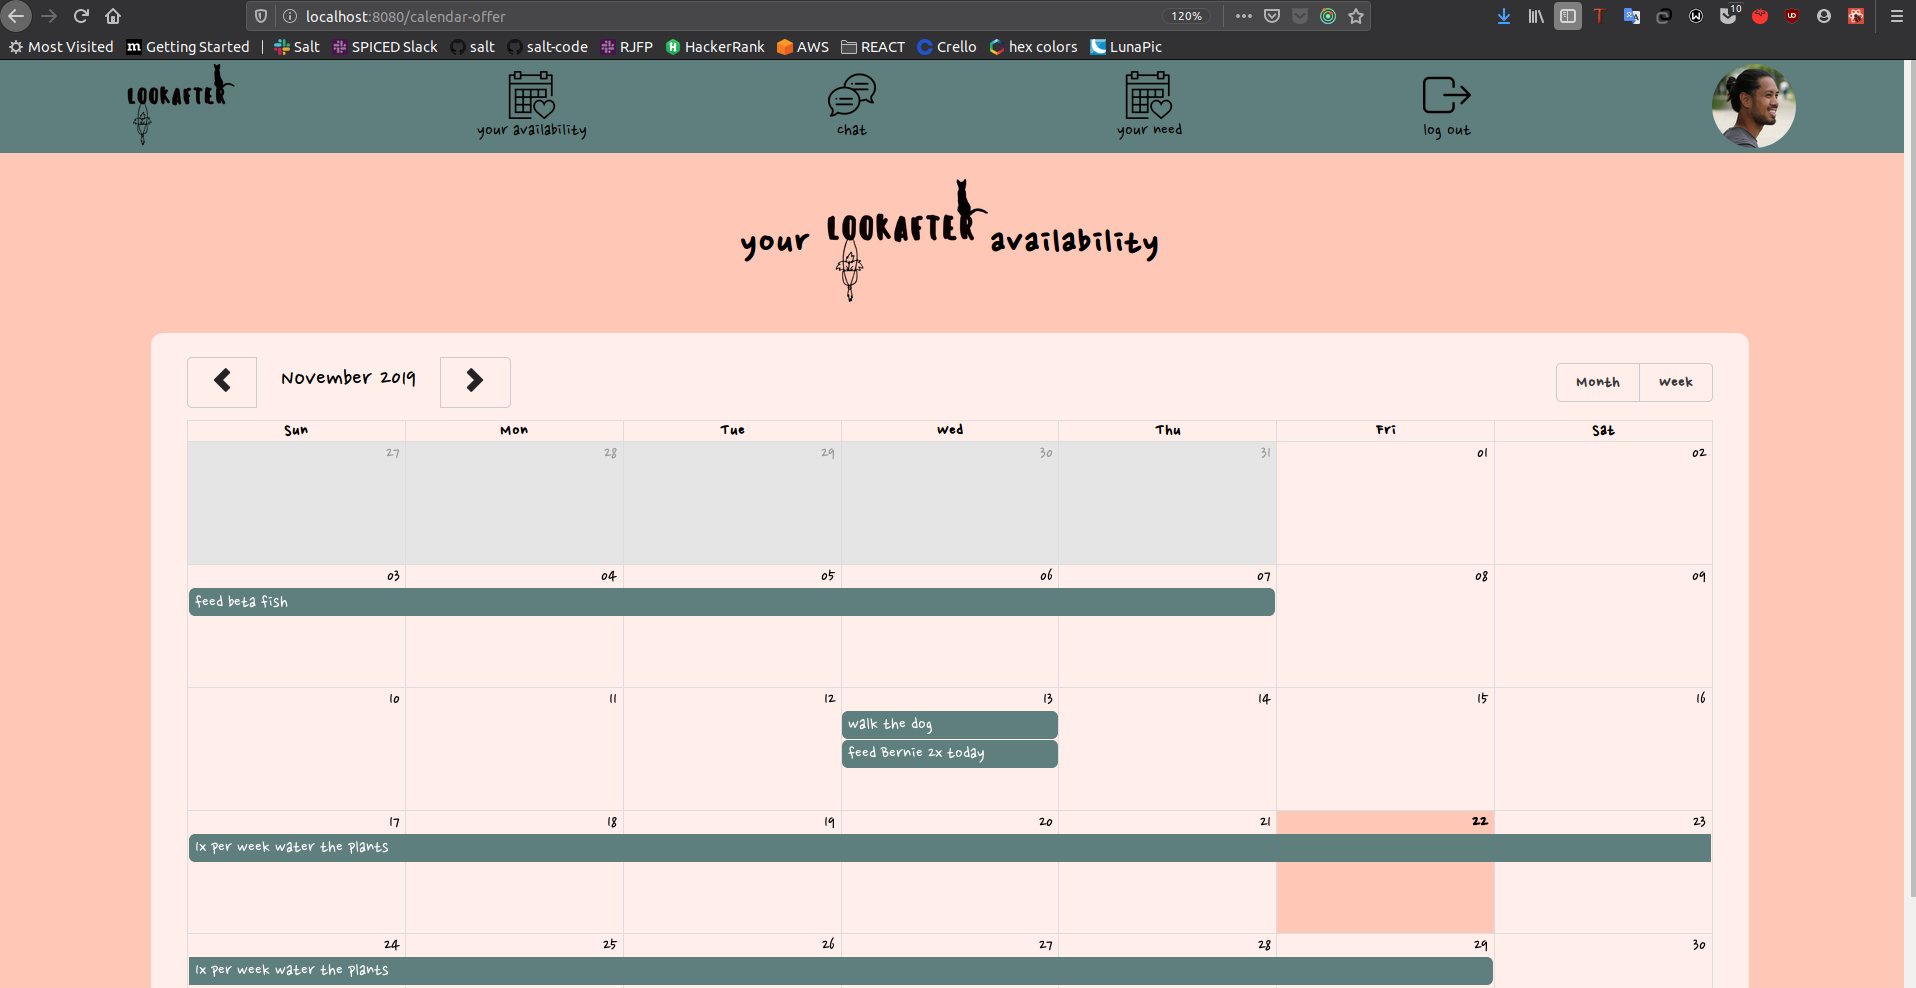 localhost:8080/calendar-offer 120% 10
Most Visited Getting Started Salt SPICED Slack salt salt-code RJFP HackerRank AWS REACT Crello hex colors LunaPic
LOOKAFTER your availability chat your need log out
your LOOKAFTER availability
November 2019 Month Week
Sun Mon Tue Wed Thu Fri Sat
27 28 29 30 31 01 02
03 04 05 06 07 08 09
feed beta fish
10 11 12 13 14 15 16
walk the dog
feed Bernie 2x today
17 18 19 20 21 22 23
1x per week water the plants
24 25 26 27 28 29 30
1x per week water the plants